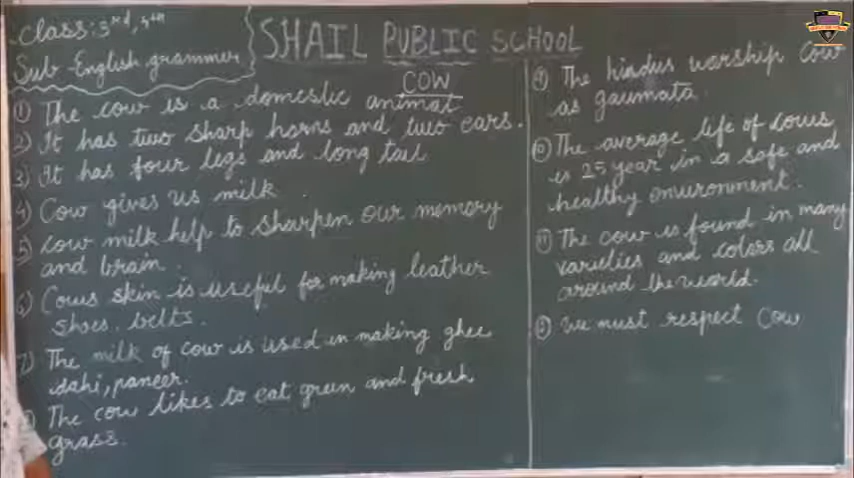 Class: 3rd, 4th
Sub-English grammer
SHAIL PUBLIC SCHOOL
COW
① The cow is a domestic animal
2) It has two sharp horns and two ears.
3) It has four legs and long tail
4) Cow gives us milk.
5) Cow milk help to sharpen our memory
and brain.
6) Cows skin is useful for making leather
shoes. belts.
7) The milk of cow is used in making ghee
dahi, paneer.
The cow likes to eat green and fresh
grass.
⑨ The hindus worship cow
as gaumata.
⑩ The average life of cows
is 25 year in a safe and
healthy environment.
⑪ The cow is found in many
varieties and colors all
around the world.
⑫ We must respect Cow